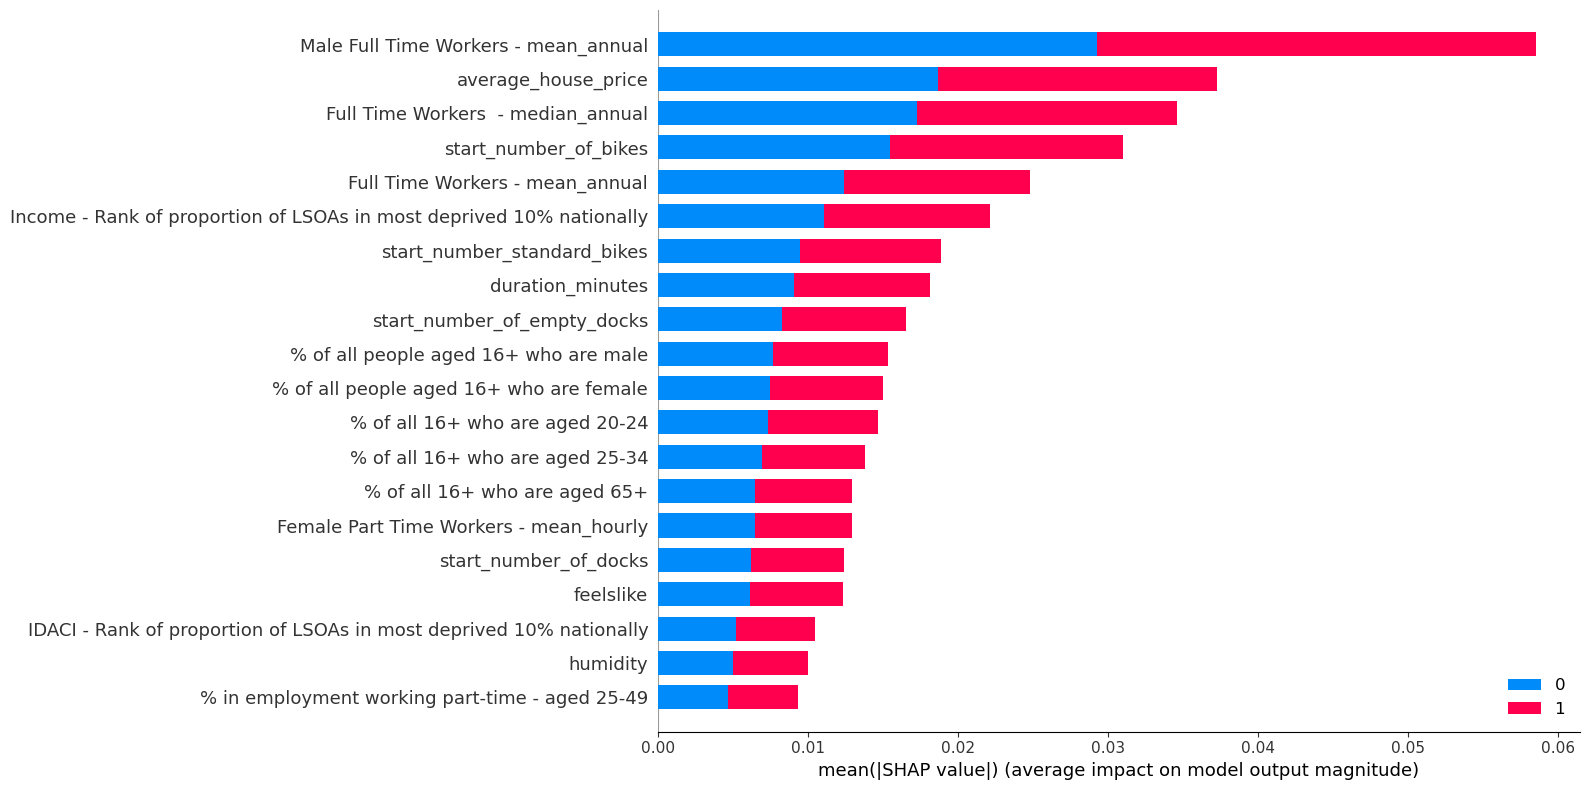 Male Full Time Workers - mean_annual
average_house_price
Full Time Workers  - median_annual
start_number_of_bikes
Full Time Workers - mean_annual
Income - Rank of proportion of LSOAs in most deprived 10% nationally
start_number_standard_bikes
duration_minutes
start_number_of_empty_docks
% of all people aged 16+ who are male
% of all people aged 16+ who are female
% of all 16+ who are aged 20-24
% of all 16+ who are aged 25-34
% of all 16+ who are aged 65+
Female Part Time Workers - mean_hourly
start_number_of_docks
feelslike
IDACI - Rank of proportion of LSOAs in most deprived 10% nationally
humidity
% in employment working part-time - aged 25-49
0
1
0.00 0.01 0.02 0.03 0.04 0.05 0.06
mean(|SHAP value|) (average impact on model output magnitude)